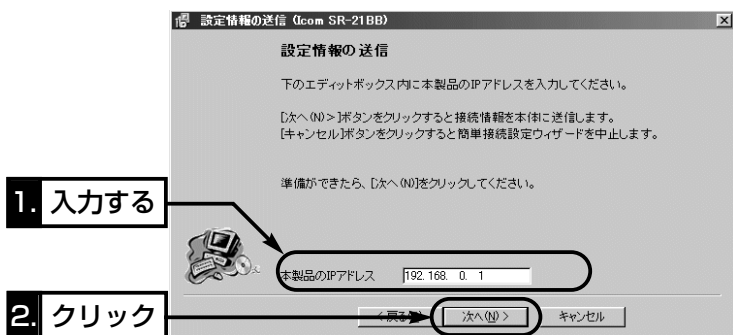 設定情報の送信 (Icom SR-21BB)
設定情報の送信
下のエディットボックス内に本製品のIPアドレスを入力してください。
[次へ(N)>]ボタンをクリックすると接続情報を本体に送信します。
[キャンセル]ボタンをクリックすると簡単接続設定ウィザードを中止します。
準備ができたら、[次へ(N)]をクリックしてください。
1. 入力する
本製品のIPアドレス 192.168. 0. 1
2. クリック
次へ(N) > キャンセル